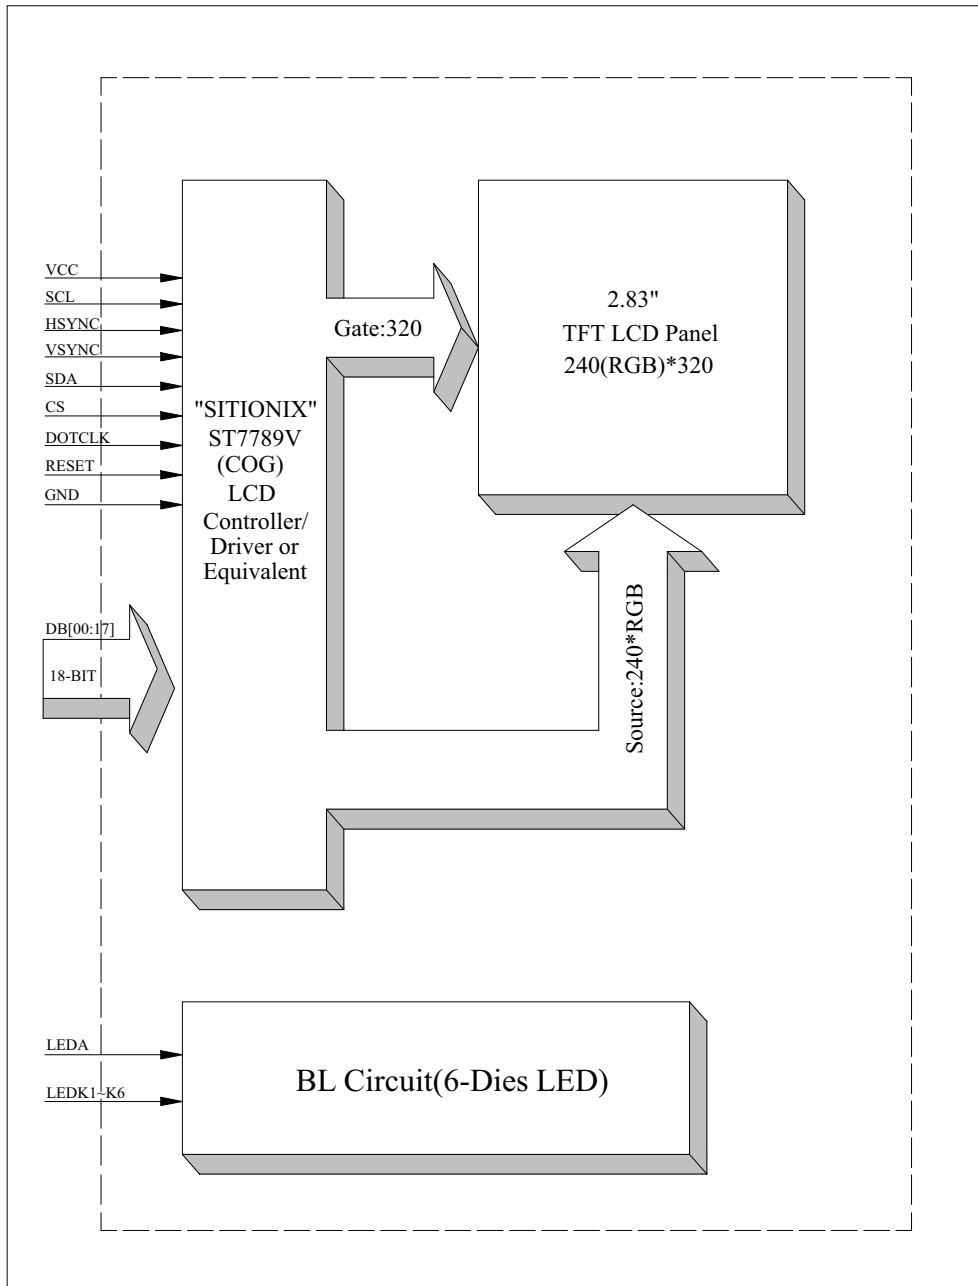 VCC
SCL
HSYNC
VSYNC
SDA
CS
DOTCLK
RESET
GND
DB[00:17]
18-BIT
"SITIONIX"
ST7789V
(COG)
LCD
Controller/
Driver or
Equivalent
Gate:320
2.83"
TFT LCD Panel
240(RGB)*320
Source:240*RGB
LEDA
LEDK1~K6
BL Circuit(6-Dies LED)